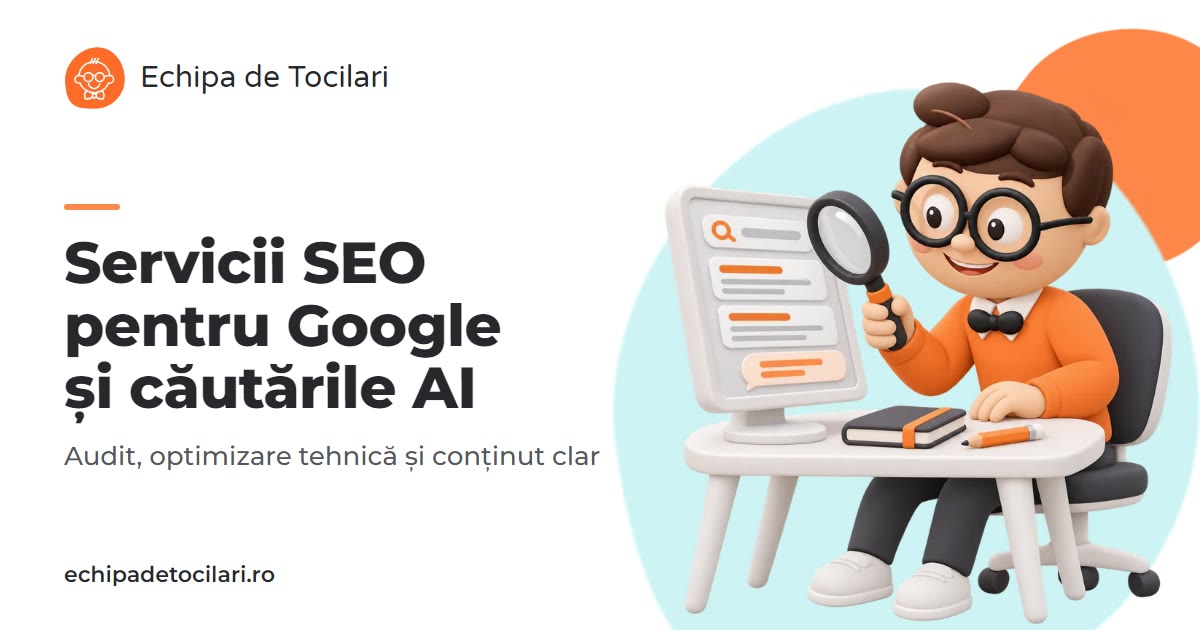 Echipa de Tocilari
Servicii SEO
pentru Google
și căutările AI
Audit, optimizare tehnică și conținut clar
echipadetocilari.ro